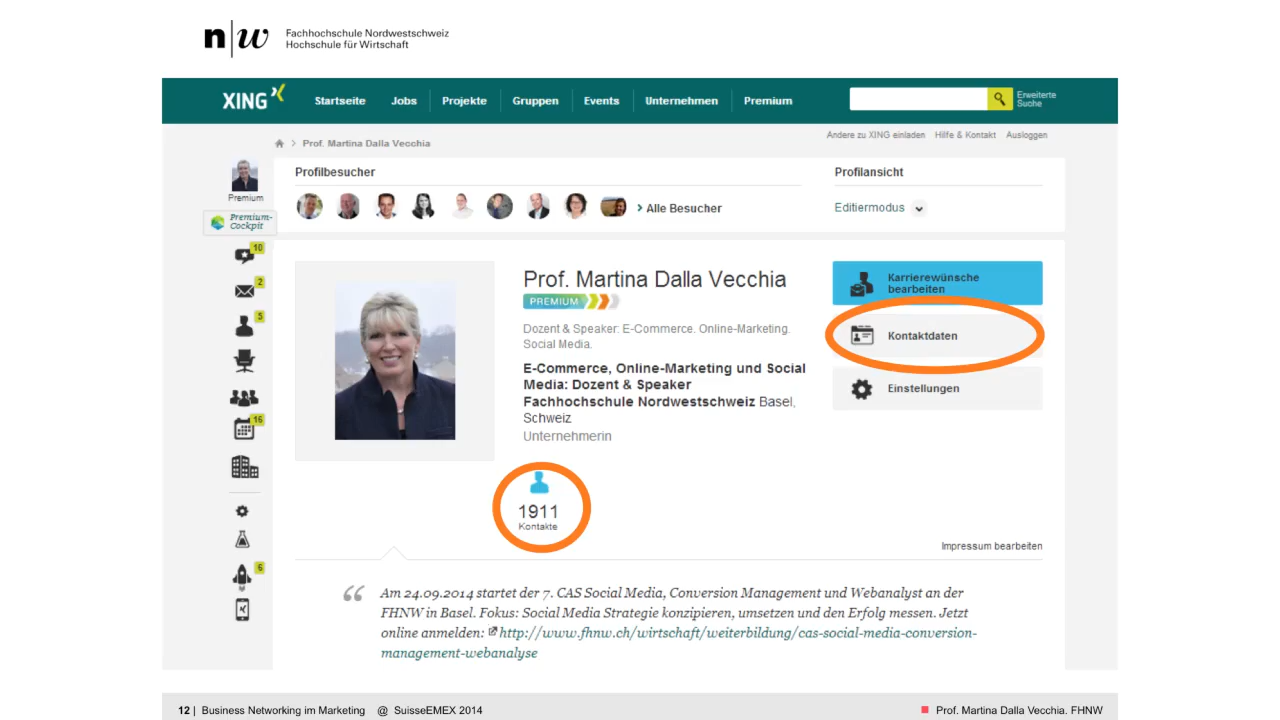 n|w
Fachhochschule Nordwestschweiz
Hochschule für Wirtschaft
XING
Startseite Jobs Projekte Gruppen Events Unternehmen Premium
Erweiterte
Suche
Andere zu XING einladen Hilfe & Kontakt Ausloggen
> Prof. Martina Dalla Vecchia
Premium
Premium-
Cockpit
10
2
5
16
6
Profilbesucher
Alle Besucher
Profilansicht
Editiermodus
Prof. Martina Dalla Vecchia
PREMIUM
Dozent & Speaker: E-Commerce. Online-Marketing.
Social Media.
E-Commerce, Online-Marketing und Social
Media: Dozent & Speaker
Fachhochschule Nordwestschweiz Basel,
Schweiz
Unternehmerin
Karrierewünsche
bearbeiten
Kontaktdaten
Einstellungen
1911
Kontakte
Impressum bearbeiten
“ Am 24.09.2014 startet der 7. CAS Social Media, Conversion Management und Webanalyst an der
FHNW in Basel. Fokus: Social Media Strategie konzipieren, umsetzen und den Erfolg messen. Jetzt
online anmelden: http://www.fhnw.ch/wirtschaft/weiterbildung/cas-social-media-conversion-
management-webanalyse
12 | Business Networking im Marketing @ SuisseEMEX 2014
Prof. Martina Dalla Vecchia. FHNW